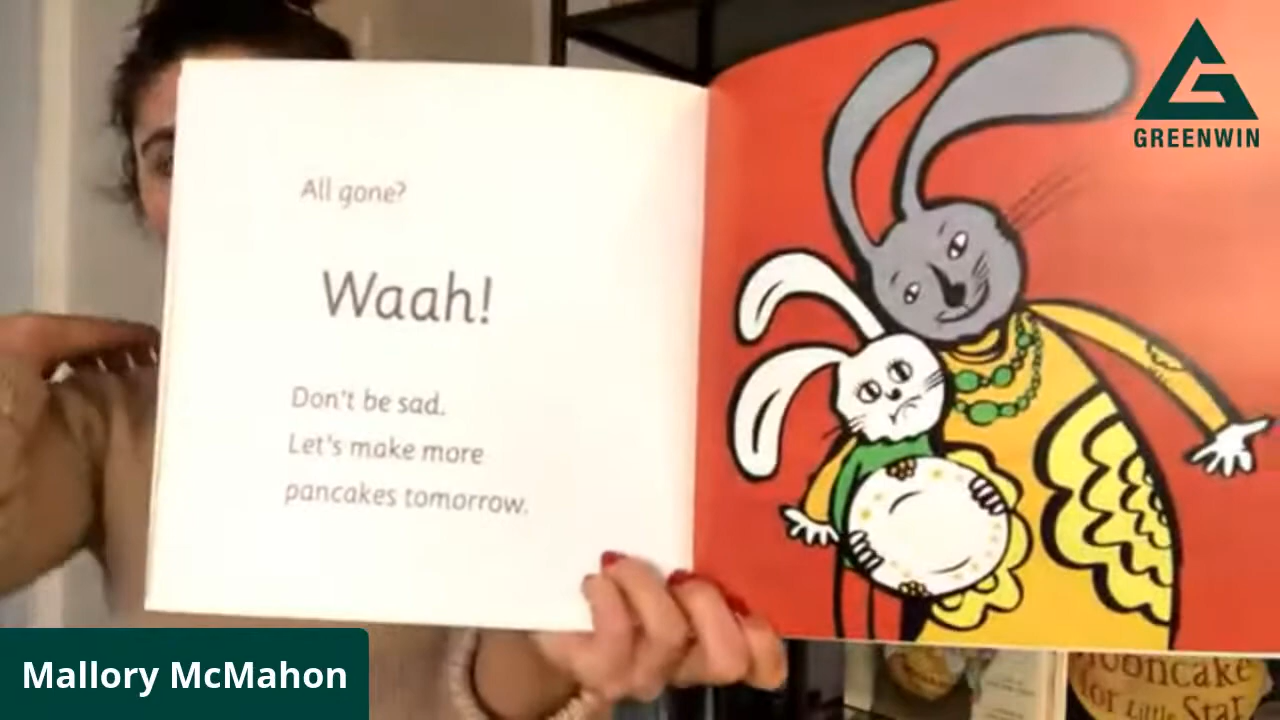 GREENWIN
All gone?
Waah!
Don't be sad.
Let's make more
pancakes tomorrow.
Mallory McMahon
Mooncake
for Little Star